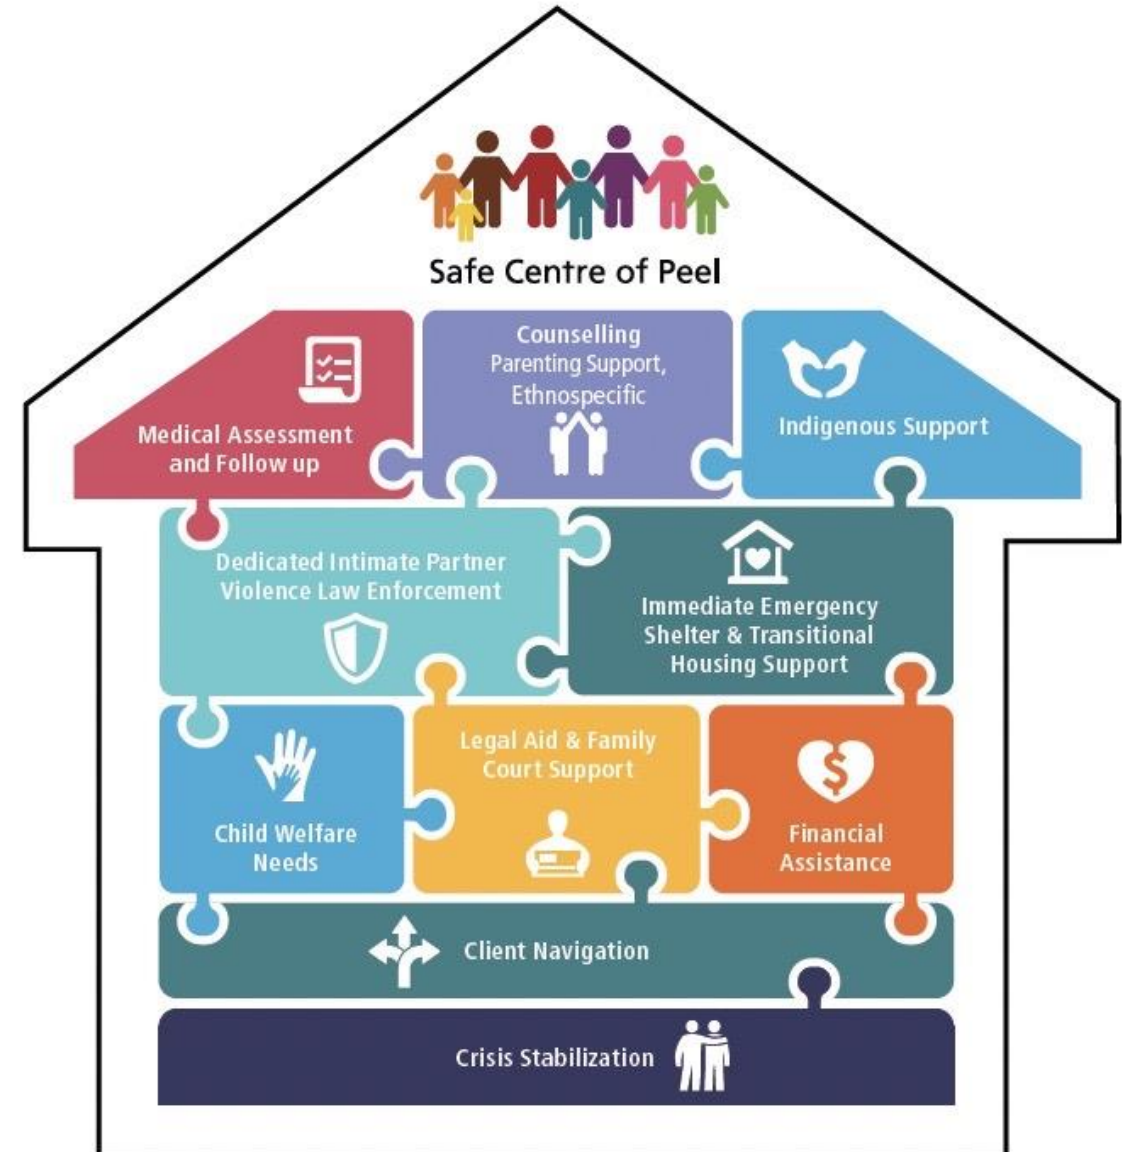 Safe Centre of Peel
Medical Assessment
and Follow up
Counselling
Parenting Support,
Ethnospecific
Indigenous Support
Dedicated Intimate Partner
Violence Law Enforcement
Immediate Emergency
Shelter & Transitional
Housing Support
Child Welfare
Needs
Legal Aid & Family
Court Support
$
Financial
Assistance
Client Navigation
Crisis Stabilization